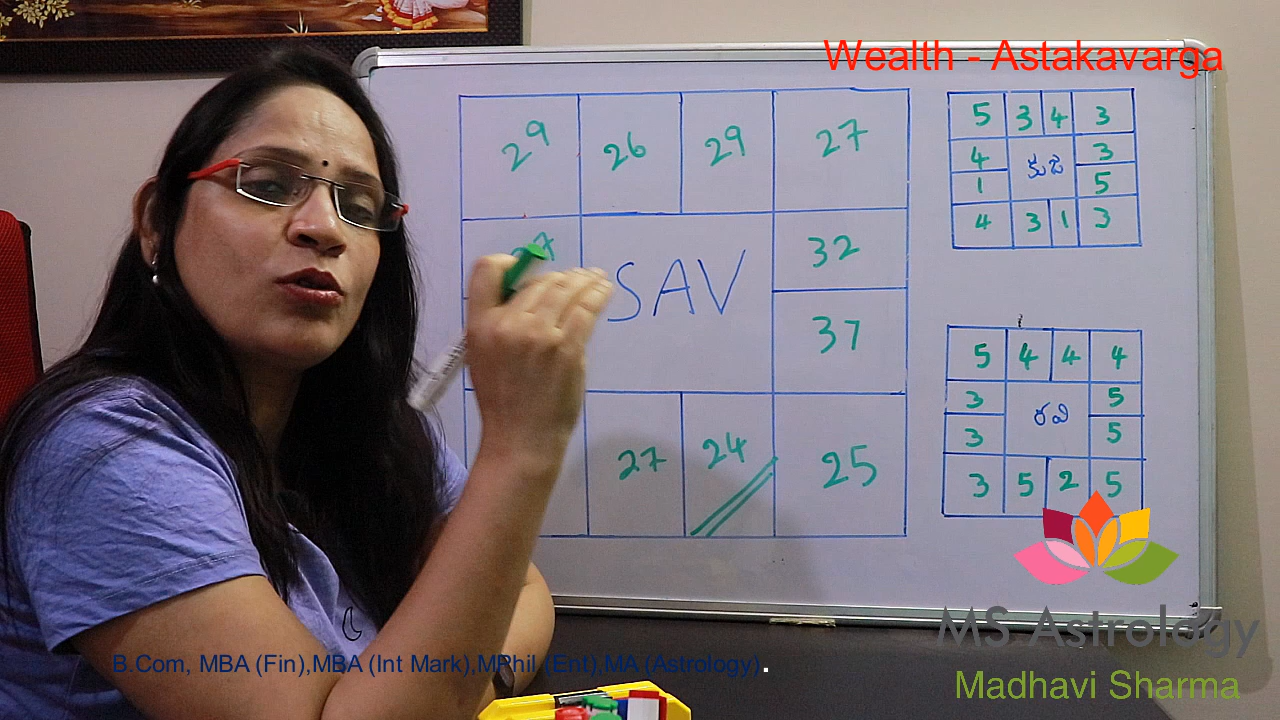 Wealth - Astakavarga
29 26 29 27
27 32
SAV
37
27 24 25
5 3 4 3
4 ಕುಜ 3
1 5
4 3 1 3
5 4 4 4
3 ರವಿ 5
3 5
3 5 2 5
MS Astrology
Madhavi Sharma
B.Com, MBA (Fin),MBA (Int Mark),MPhil (Ent),MA (Astrology).